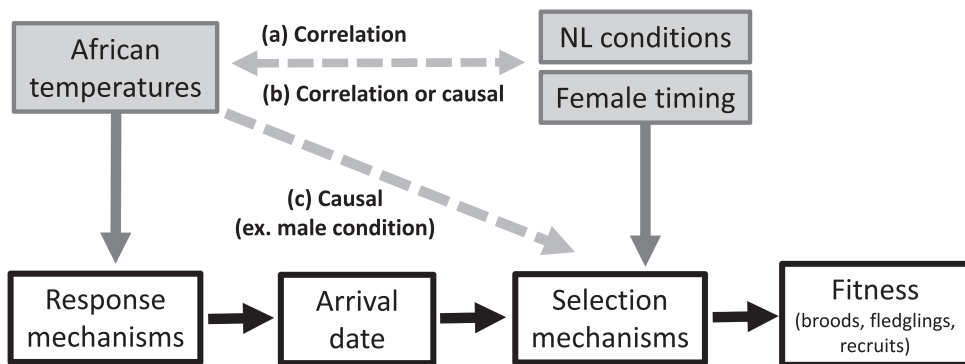 African
temperatures
(a) Correlation
(b) Correlation or causal
NL conditions
Female timing
(c) Causal
(ex. male condition)
Response
mechanisms
Arrival
date
Selection
mechanisms
Fitness
(broods, fledglings,
recruits)